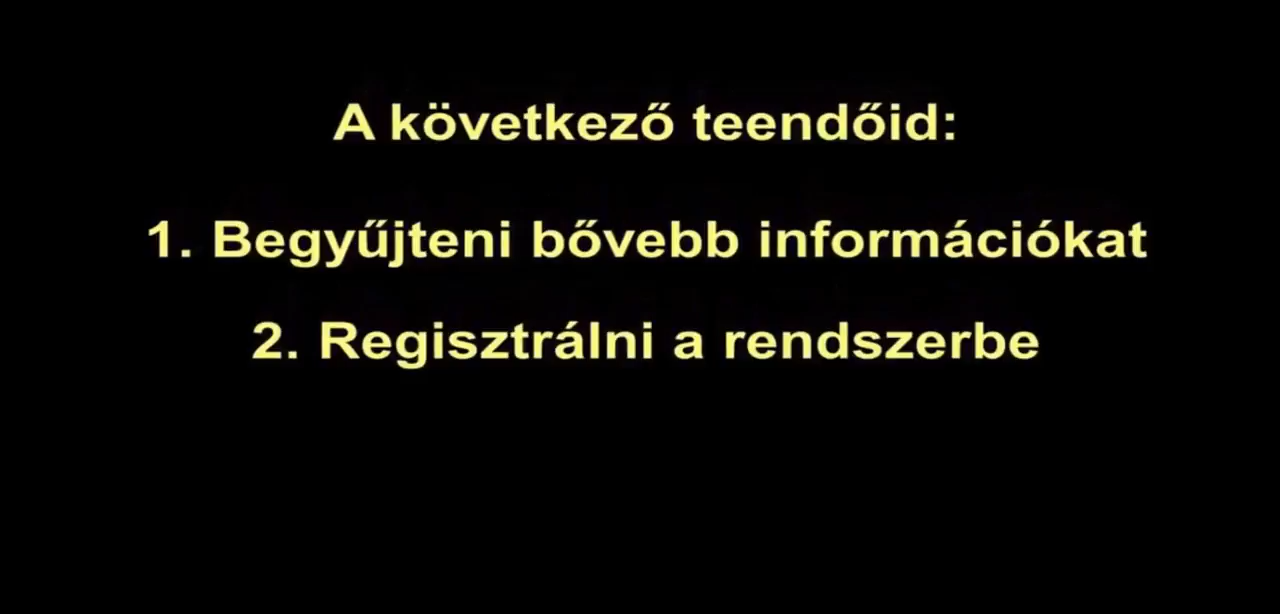 A következő teendőid:
1. Begyűjteni bővebb információkat
2. Regisztrálni a rendszerbe